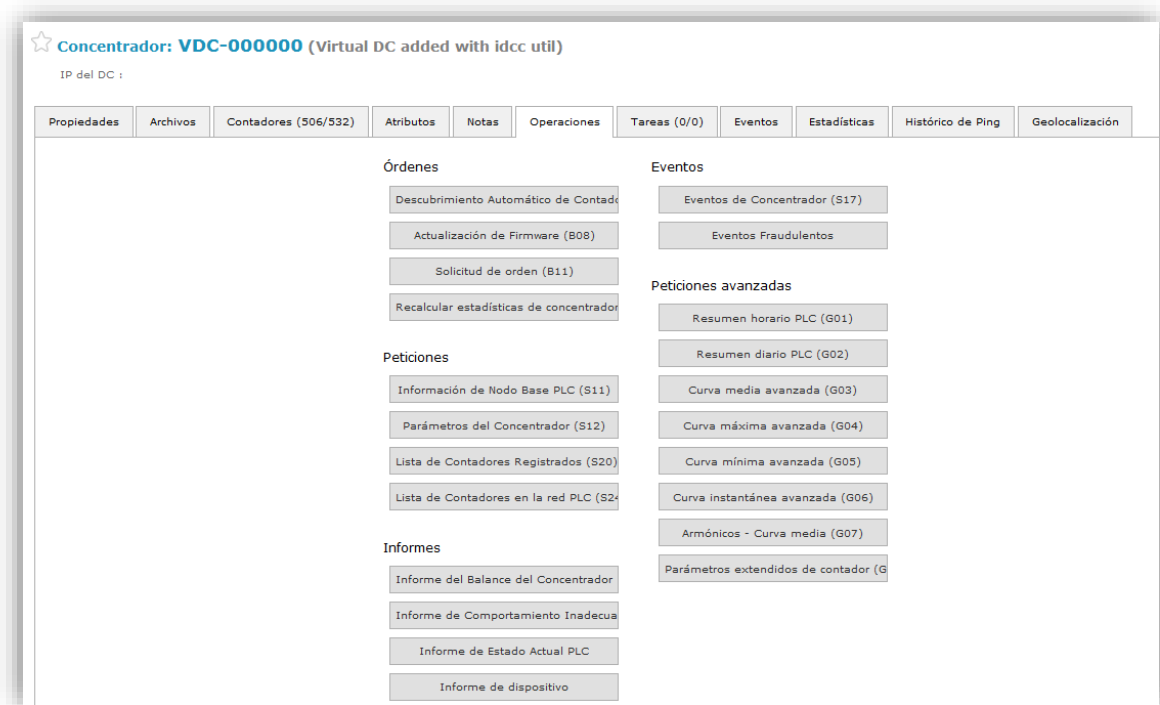 Concentrador: VDC-000000 (Virtual DC added with idcc util)
IP del DC :
Propiedades Archivos Contadores (506/532) Atributos Notas Operaciones Tareas (0/0) Eventos Estadísticas Histórico de Ping Geolocalización
Órdenes
Descubrimiento Automático de Contado
Actualización de Firmware (B08)
Solicitud de orden (B11)
Recalcular estadísticas de concentrador
Peticiones
Información de Nodo Base PLC (S11)
Parámetros del Concentrador (S12)
Lista de Contadores Registrados (S20)
Lista de Contadores en la red PLC (S24
Informes
Informe del Balance del Concentrador
Informe de Comportamiento Inadecua
Informe de Estado Actual PLC
Informe de dispositivo
Eventos
Eventos de Concentrador (S17)
Eventos Fraudulentos
Peticiones avanzadas
Resumen horario PLC (G01)
Resumen diario PLC (G02)
Curva media avanzada (G03)
Curva máxima avanzada (G04)
Curva mínima avanzada (G05)
Curva instantánea avanzada (G06)
Armónicos - Curva media (G07)
Parámetros extendidos de contador (G